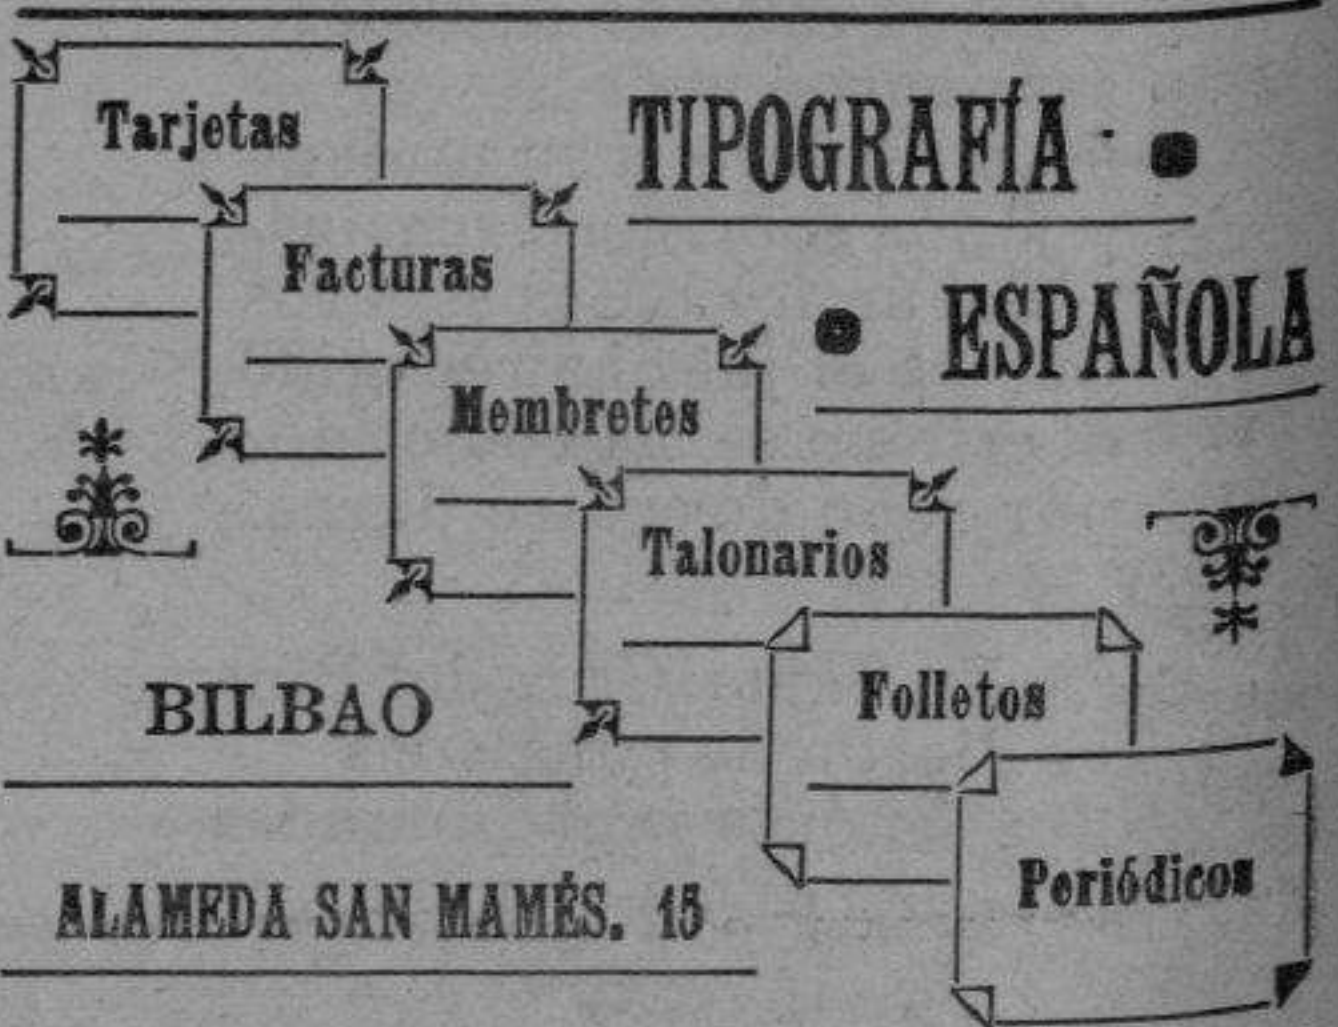 Tarjetas
TIPOGRAFÍA
Facturas
ESPAÑOLA
Membretes
Talonarios
BILBAO
Folletos
Periódicos
ALAMEDA SAN MAMÉS. 15